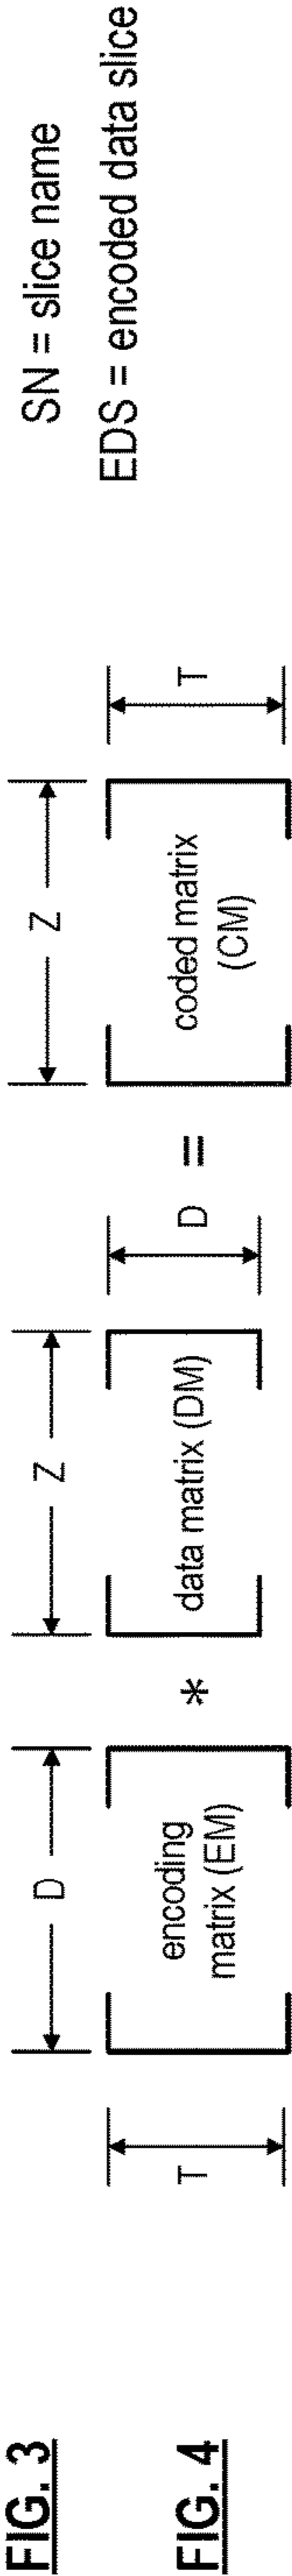 FIG. 3
SN = slice name
EDS = encoded data slice
FIG. 4
T
D
encoding
matrix (EM)
*
Z
data matrix (DM)
D
=
Z
coded matrix
(CM)
T